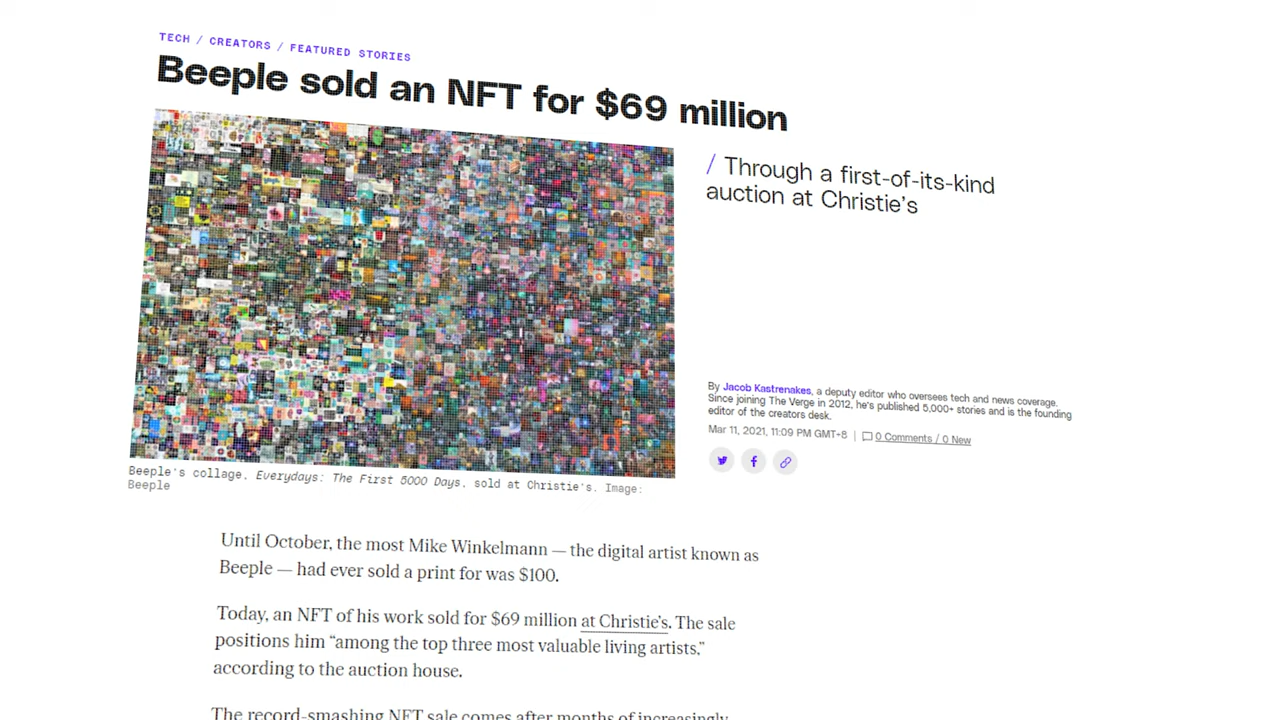 TECH / CREATORS / FEATURED STORIES
Beeple sold an NFT for $69 million
/ Through a first-of-its-kind
auction at Christie's
By Jacob Kastrenakes, a deputy editor who oversees tech and news coverage.
Since joining The Verge in 2012, he's published 5,000+ stories and is the founding
editor of the creators desk.
Mar 11, 2021, 11:09 PM GMT+8 | 0 Comments / 0 New
Beeple's collage, Everydays: The First 5000 Days, sold at Christie's. Image:
Beeple
Until October, the most Mike Winkelmann — the digital artist known as
Beeple — had ever sold a print for was $100.
Today, an NFT of his work sold for $69 million at Christie's. The sale
positions him “among the top three most valuable living artists,”
according to the auction house.
The record-smashing NFT sale comes after months of increasingly